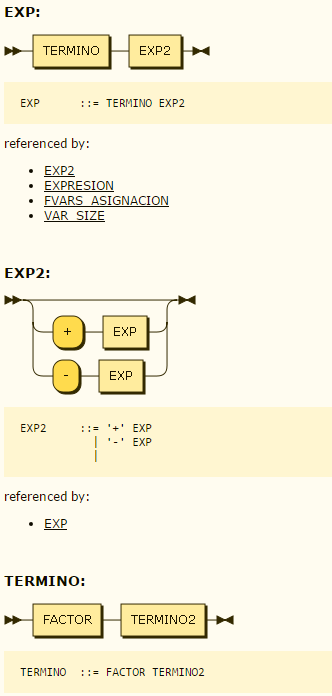 EXP:
TERMINO EXP2
EXP ::= TERMINO EXP2
referenced by:
• EXP2
• EXPRESION
• FVARS_ASIGNACION
• VAR_SIZE
EXP2:
+ EXP
- EXP
EXP2 ::= '+' EXP
| '-' EXP
|
referenced by:
• EXP
TERMINO:
FACTOR TERMINO2
TERMINO ::= FACTOR TERMINO2